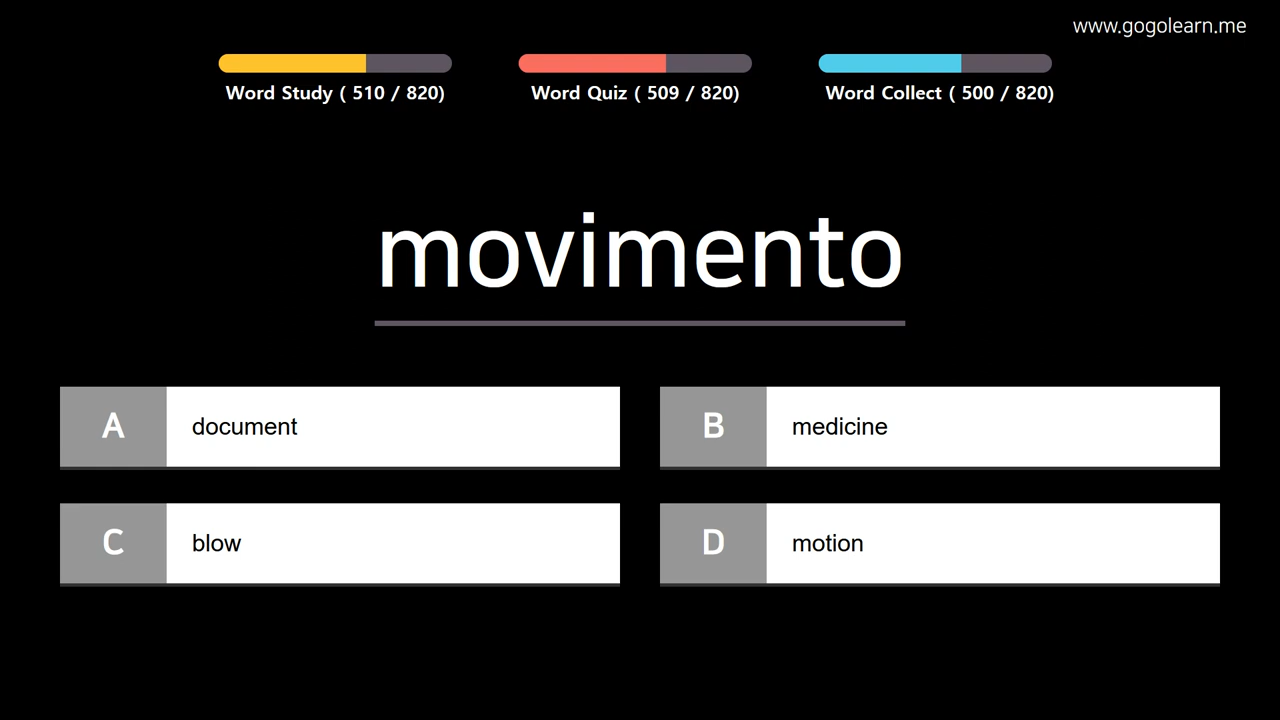 www.gogolearn.me
Word Study ( 510 / 820)
Word Quiz ( 509 / 820)
Word Collect ( 500 / 820)
movimento
A document
B medicine
C blow
D motion